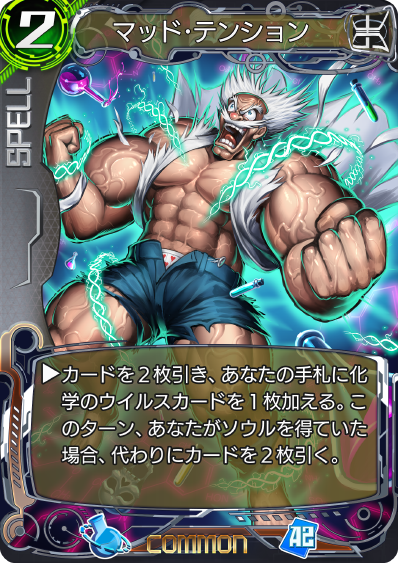 2
マッド・テンション
SPELL
▶カードを2枚引き、あなたの手札に化
学のウイルスカードを1枚加える。こ
のターン、あなたがソウルを得ていた
場合、代わりにカードを2枚引く。
COMMON
A2